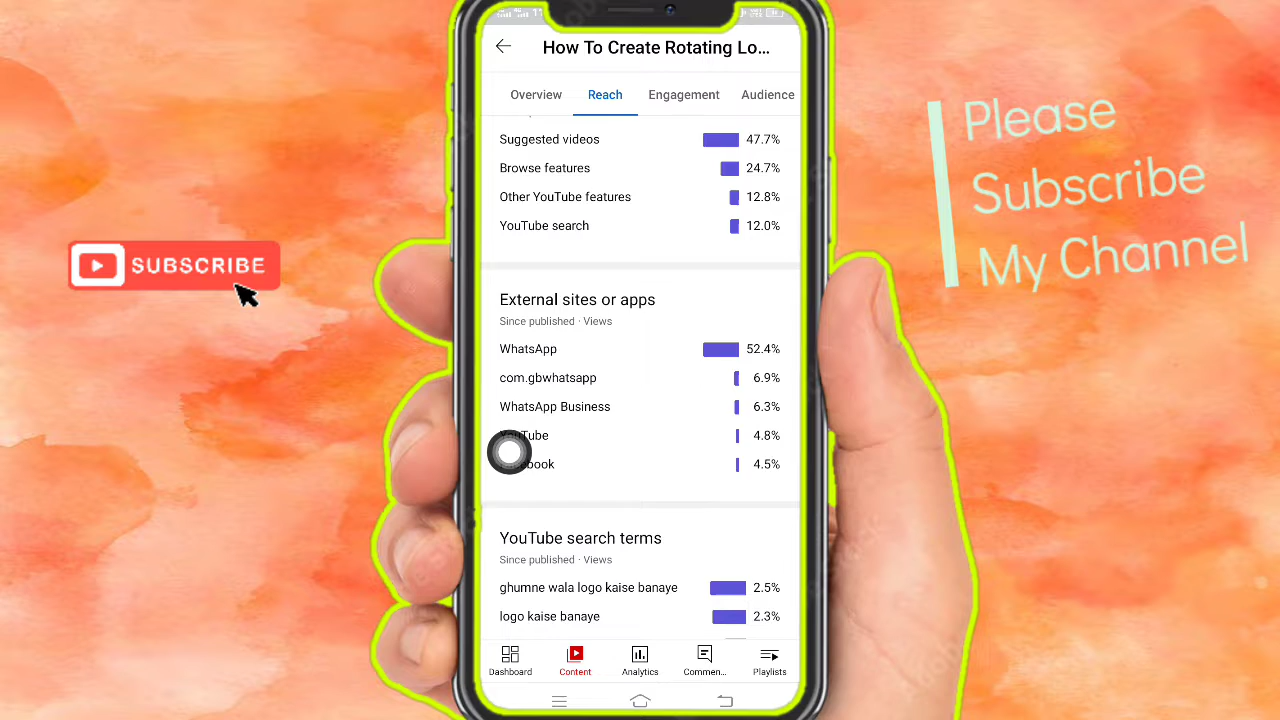 How To Create Rotating Lo...
Overview Reach Engagement Audience
Suggested videos 47.7%
Browse features 24.7%
Other YouTube features 12.8%
YouTube search 12.0%
External sites or apps
Since published · Views
WhatsApp 52.4%
com.gbwhatsapp 6.9%
WhatsApp Business 6.3%
YouTube 4.8%
4.5%
YouTube search terms
Since published · Views
ghumne wala logo kaise banaye 2.5%
logo kaise banaye 2.3%
Dashboard Content Analytics Commen... Playlists
SUBSCRIBE
Please
Subscribe
My Channel